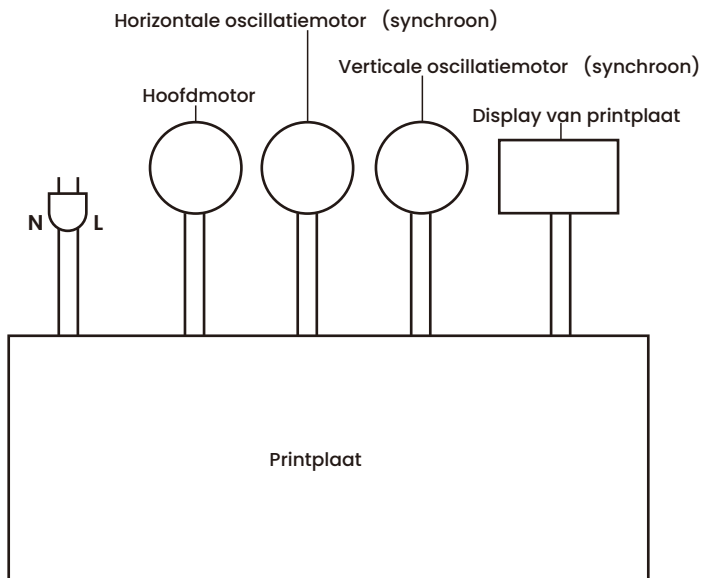 Horizontale oscillatiemotor (synchroon)
Verticale oscillatiemotor (synchroon)
Hoofdmotor
Display van printplaat
N L
Printplaat